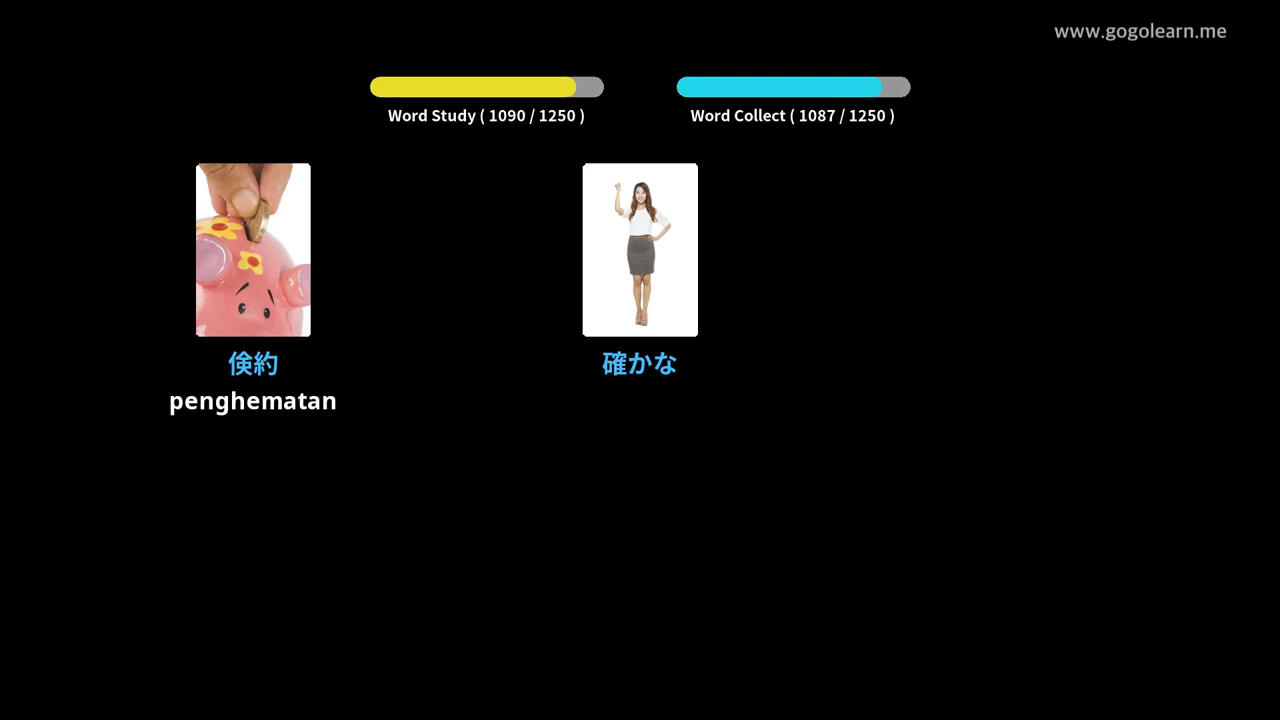 www.gogolearn.me
Word Study ( 1090 / 1250 )
Word Collect ( 1087 / 1250 )
倹約
penghematan
確かな